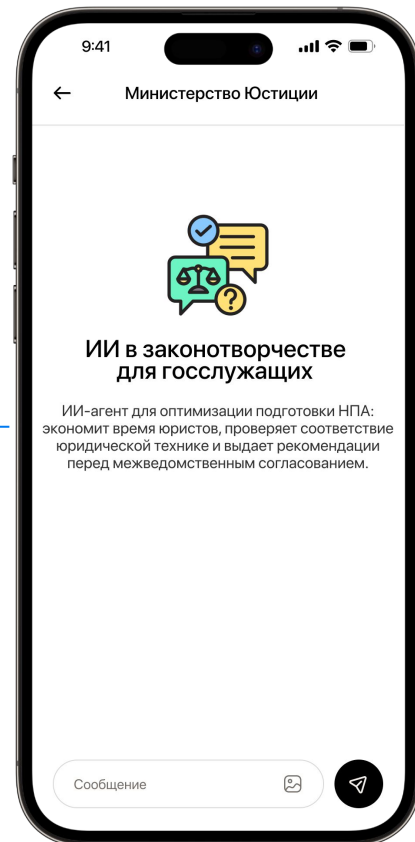 9:41
Министерство Юстиции
ИИ в законотворчестве
для госслужащих
ИИ-агент для оптимизации подготовки НПА:
экономит время юристов, проверяет соответствие
юридической технике и выдает рекомендации
перед межведомственным согласованием.
Сообщение